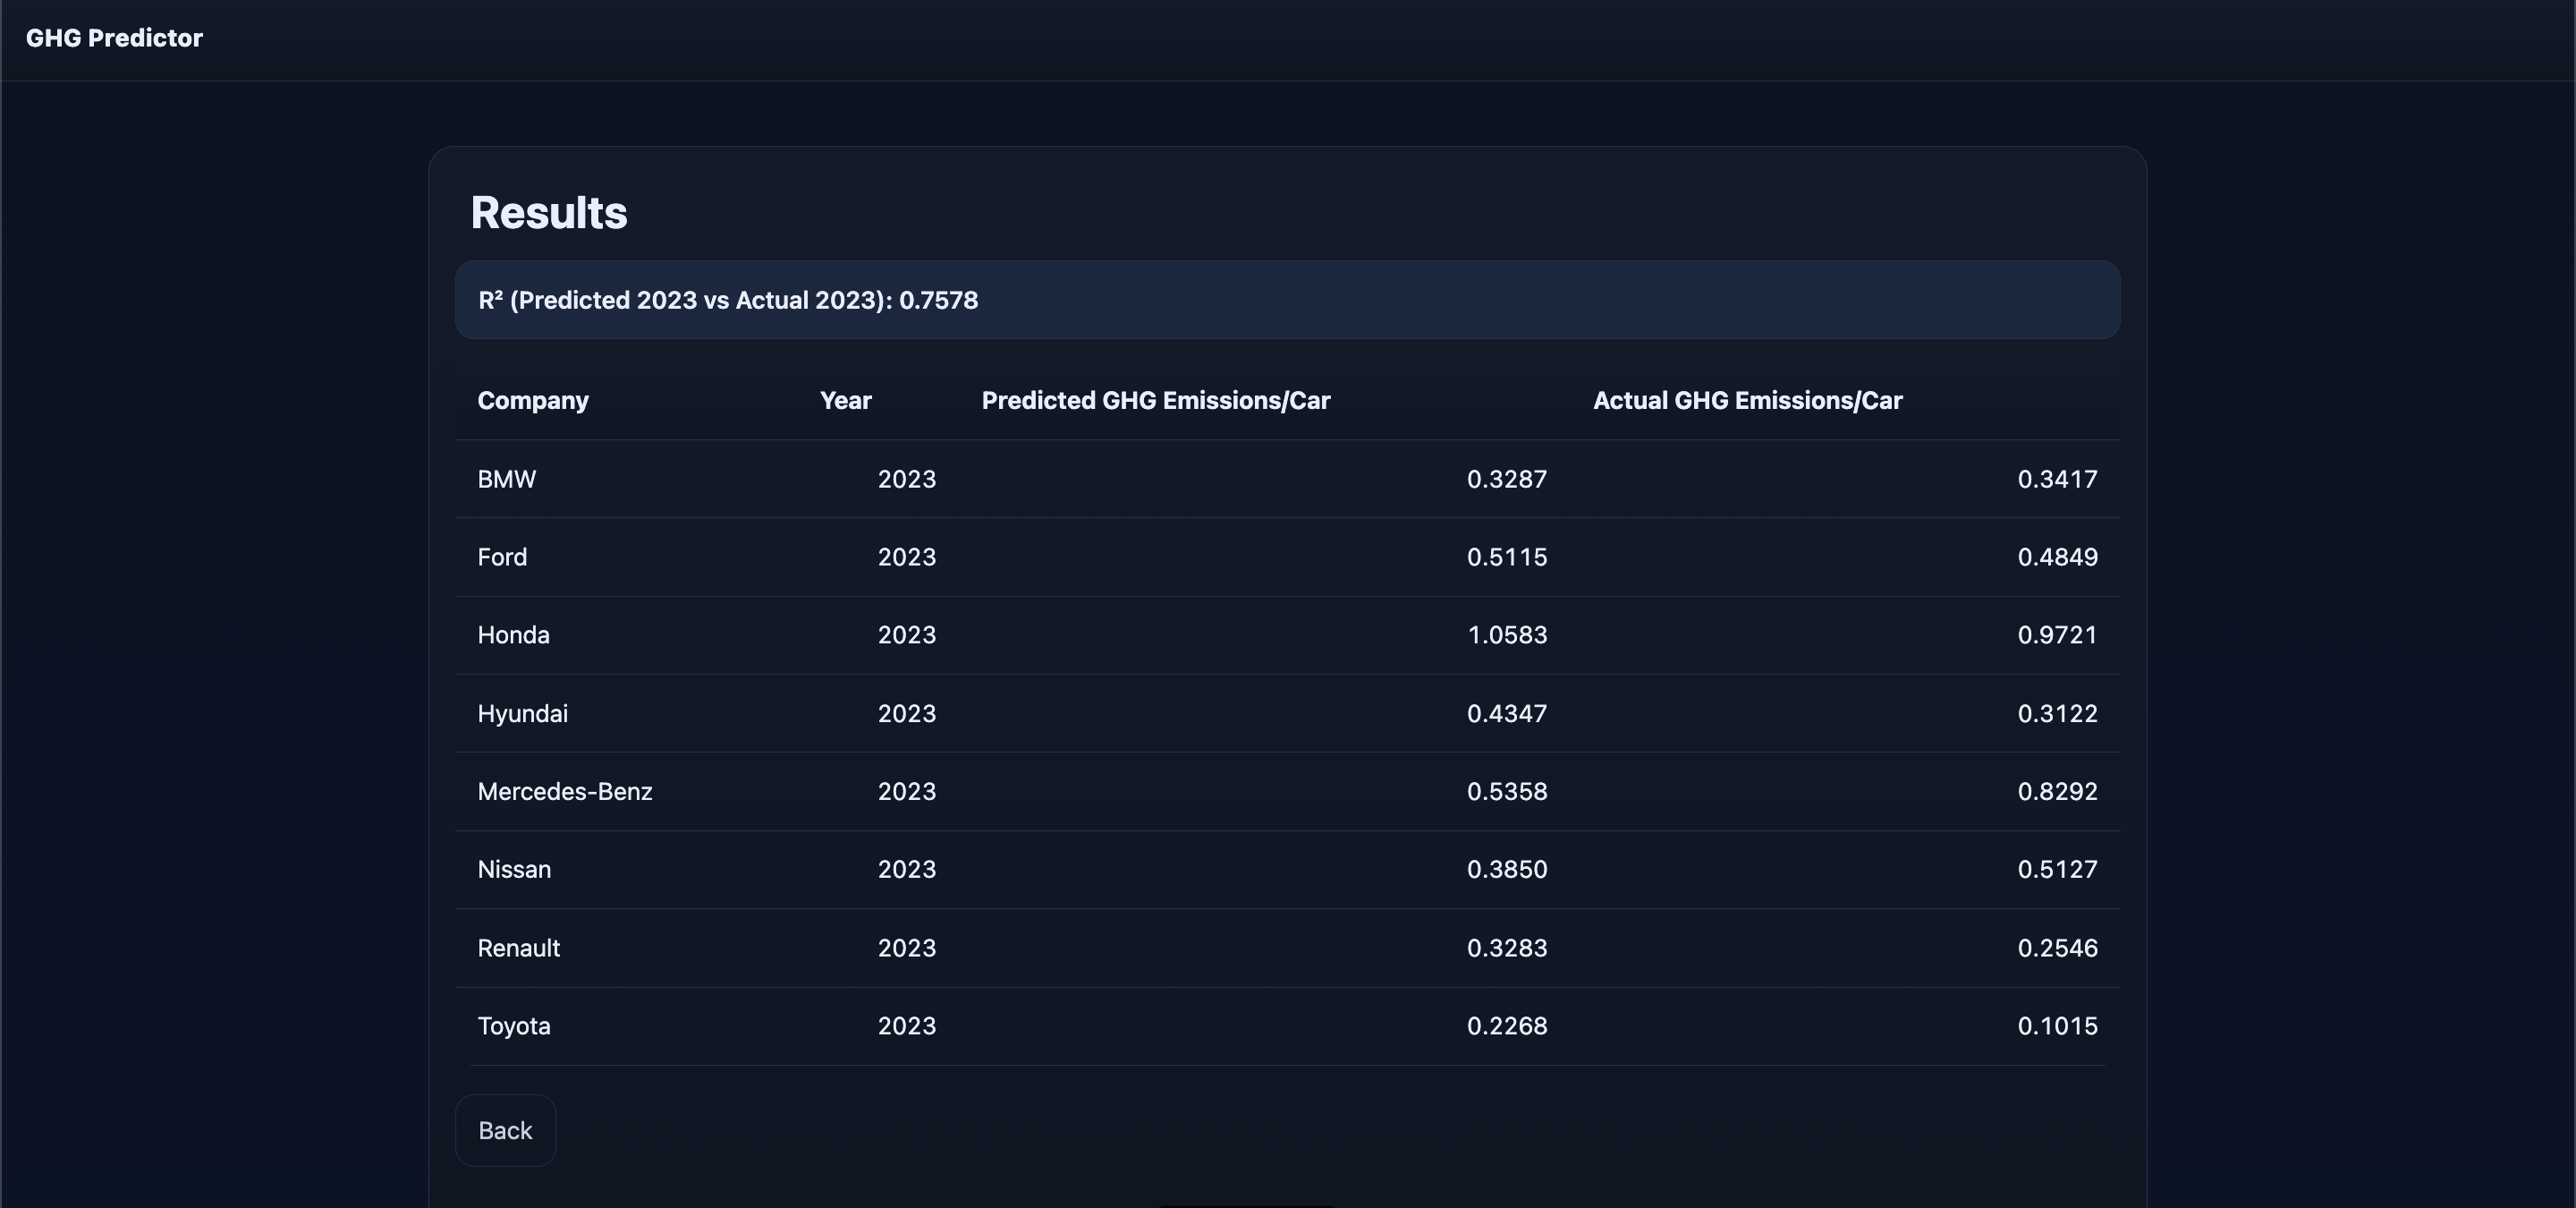 GHG Predictor
Results
R² (Predicted 2023 vs Actual 2023): 0.7578
Company Year Predicted GHG Emissions/Car Actual GHG Emissions/Car
BMW 2023 0.3287 0.3417
Ford 2023 0.5115 0.4849
Honda 2023 1.0583 0.9721
Hyundai 2023 0.4347 0.3122
Mercedes-Benz 2023 0.5358 0.8292
Nissan 2023 0.3850 0.5127
Renault 2023 0.3283 0.2546
Toyota 2023 0.2268 0.1015
Back